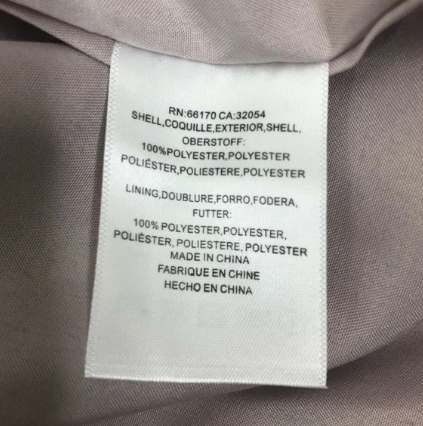 RN:66170 CA:32054
SHELL,COQUILLE,EXTERIOR,SHELL,
OBERSTOFF:
100%POLYESTER,POLYESTER
POLIÉSTER,POLIESTERE,POLYESTER
LINING,DOUBLURE,FORRO,FODERA,
FUTTER:
100% POLYESTER,POLYESTER,
POLIÉSTER, POLIESTERE, POLYESTER
MADE IN CHINA
FABRIQUE EN CHINE
HECHO EN CHINA